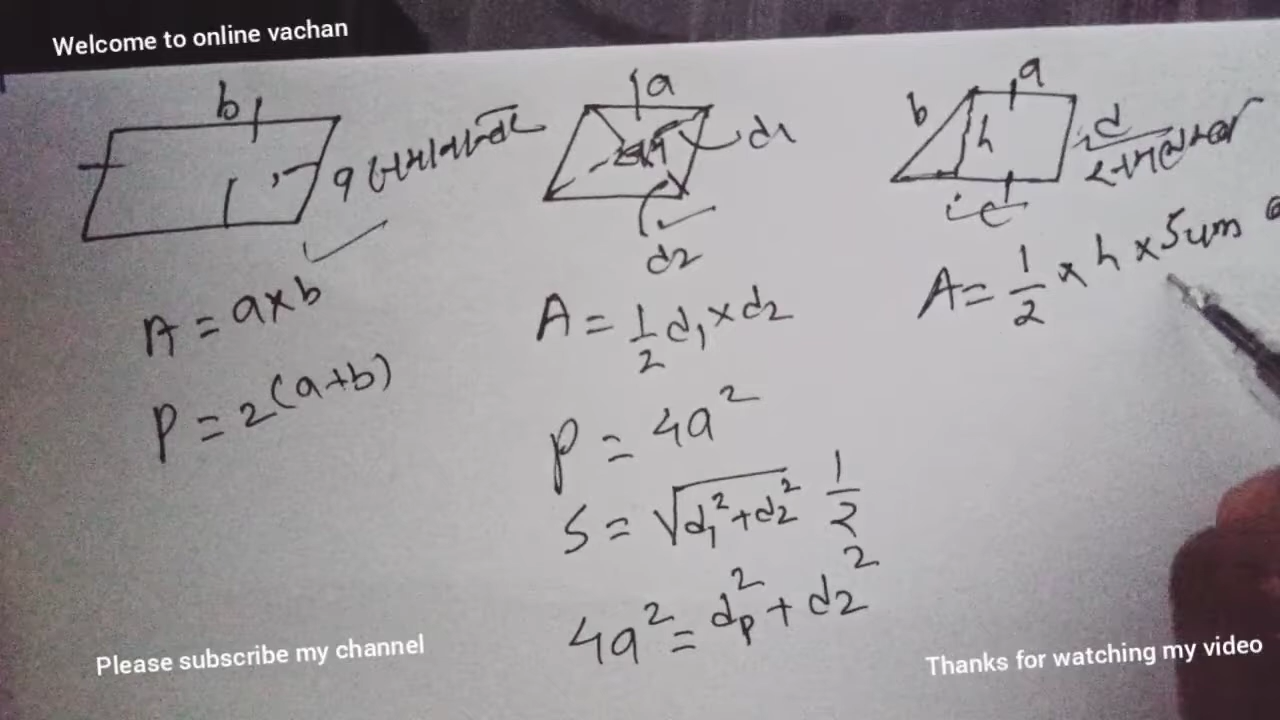 Welcome to online vachan
b
a
A = a×b
P = 2(a+b)
a
d1
d2
A = 1/2 d1×d2
P = 4a²
S = √d1²+d2² 1/2
4a² = dp²+d2²
a
b
h
d
c
A = 1/2 × h × Sum
Please subscribe my channel
Thanks for watching my video